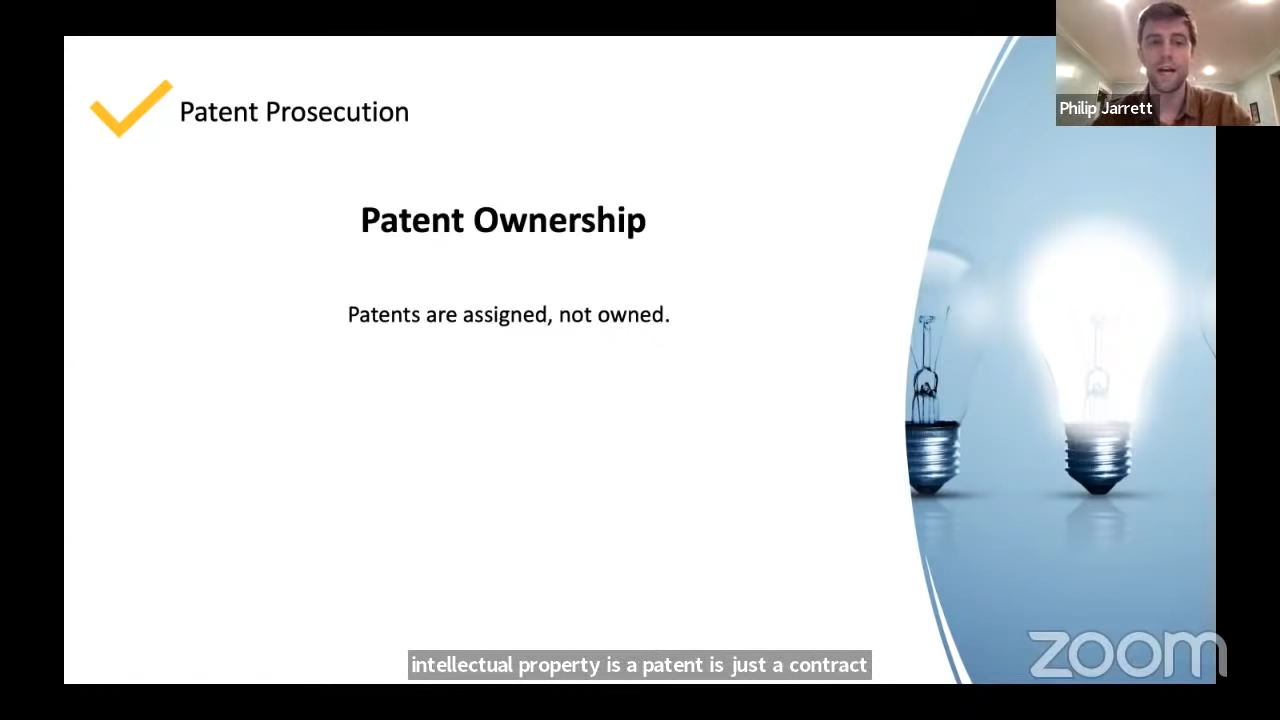 Patent Prosecution
Philip Jarrett
Patent Ownership
Patents are assigned, not owned.
intellectual property is a patent is just a contract
zoom